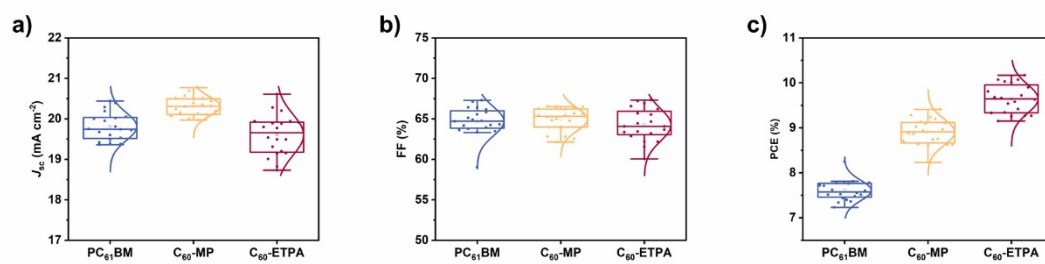 a)
J_sc (mA cm⁻²)
22
21
20
19
18
17
PC₆₁BM C₆₀-MP C₆₀-ETPA
b)
FF (%)
75
70
65
60
55
50
PC₆₁BM C₆₀-MP C₆₀-ETPA
c)
PCE (%)
11
10
9
8
7
PC₆₁BM C₆₀-MP C₆₀-ETPA